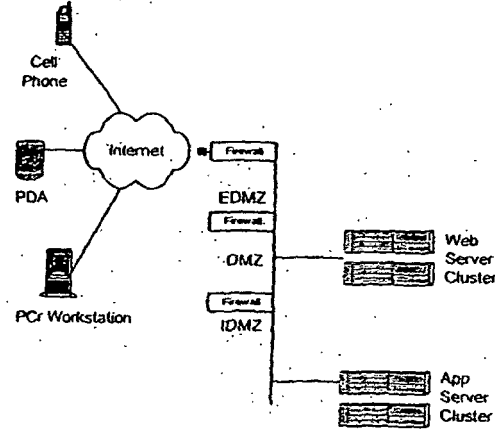 Cell
Phone
Internet
Firewall
PDA
EDMZ
Firewall
DMZ
Web
Server
Cluster
Firewall
IDMZ
PCr Workstation
App
Server
Cluster